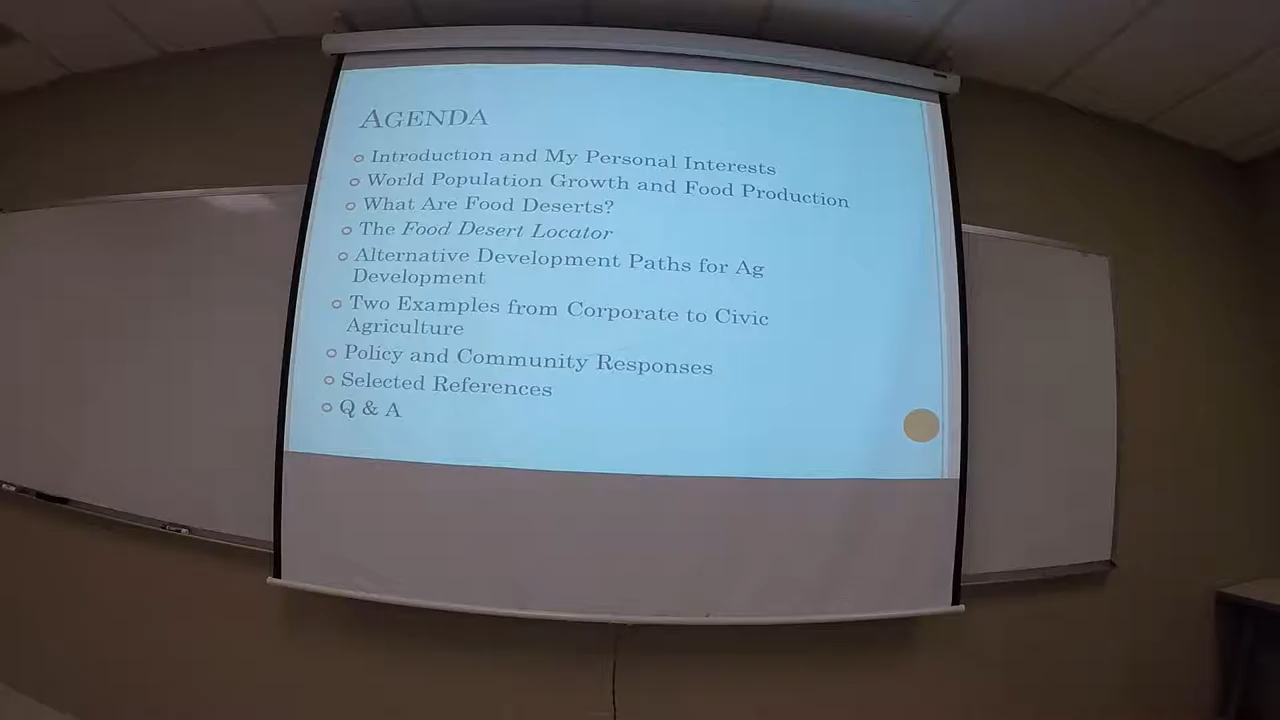 AGENDA
Introduction and My Personal Interests
World Population Growth and Food Production
What Are Food Deserts?
The Food Desert Locator
Alternative Development Paths for Ag
Development
Two Examples from Corporate to Civic
Agriculture
Policy and Community Responses
Selected References
Q & A